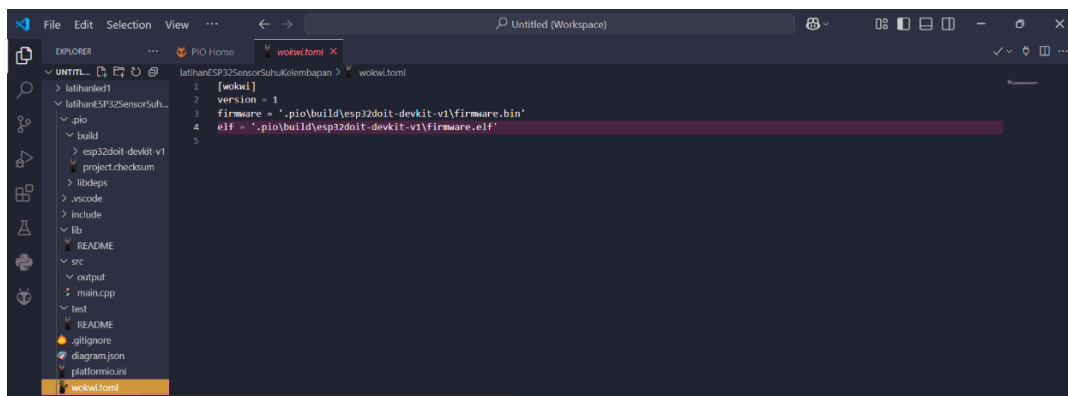 File Edit Selection View ··· Untitled (Workspace)
EXPLORER ···
UNTITL...
latihanled1
latihanESP32SensorSuh...
.pio
build
esp32doit-devkit-v1
project.checksum
libdeps
.vscode
include
lib
README
src
output
main.cpp
test
README
.gitignore
diagram.json
platformio.ini
wokwi.toml
PIO Home wokwi.toml
latihanESP32SensorSuhuKelembapan > wokwi.toml
1 [wokwi]
2 version = 1
3 firmware = '.pio\build\esp32doit-devkit-v1\firmware.bin'
4 elf = '.pio\build\esp32doit-devkit-v1\firmware.elf'
5